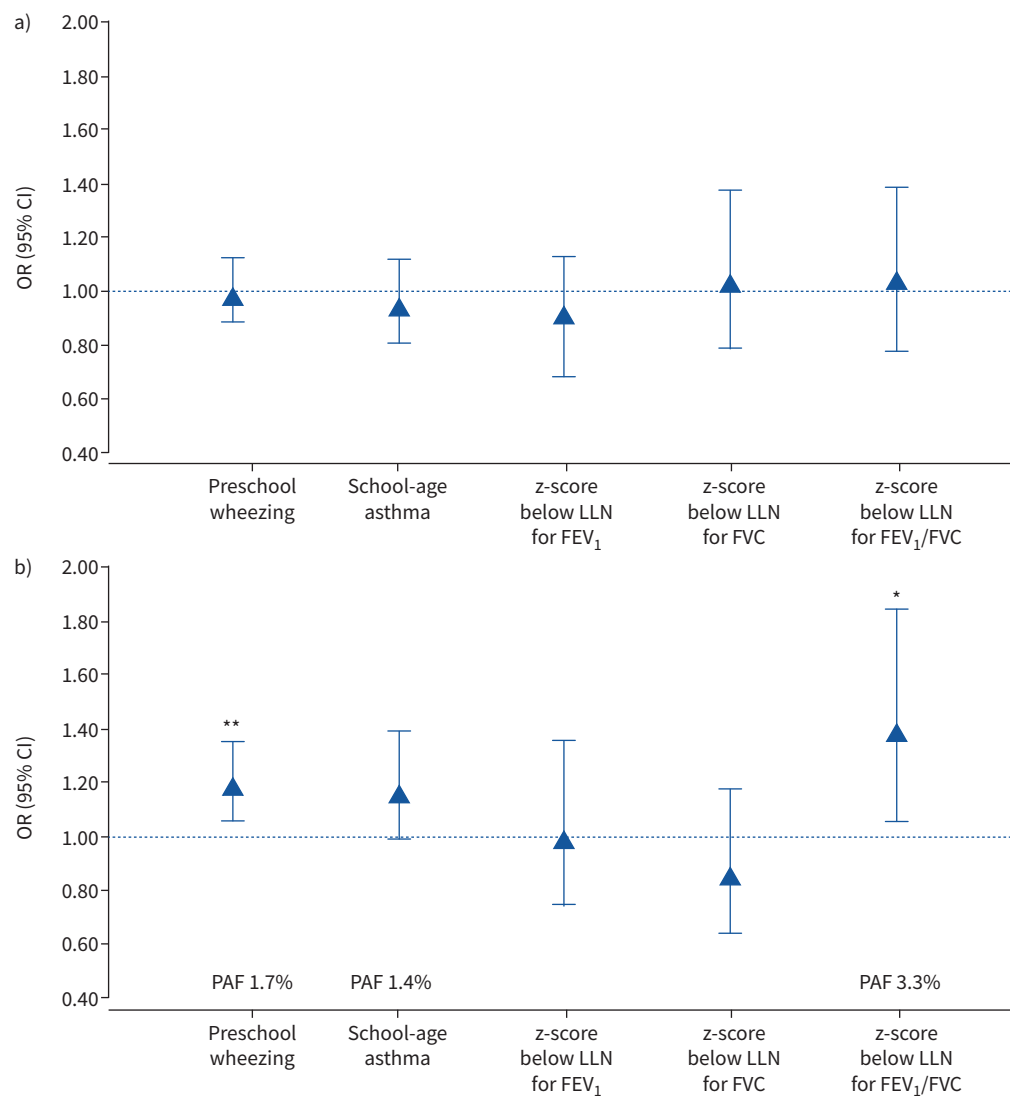 a)
2.00
1.80
1.60
1.40
1.20
1.00
0.80
0.60
0.40
OR (95% CI)
Preschool
wheezing
School-age
asthma
z-score
below LLN
for FEV₁
z-score
below LLN
for FVC
z-score
below LLN
for FEV₁/FVC
b)
2.00
1.80
1.60
1.40
1.20
1.00
0.80
0.60
0.40
OR (95% CI)
**
*
PAF 1.7%
PAF 1.4%
PAF 3.3%
Preschool
wheezing
School-age
asthma
z-score
below LLN
for FEV₁
z-score
below LLN
for FVC
z-score
below LLN
for FEV₁/FVC